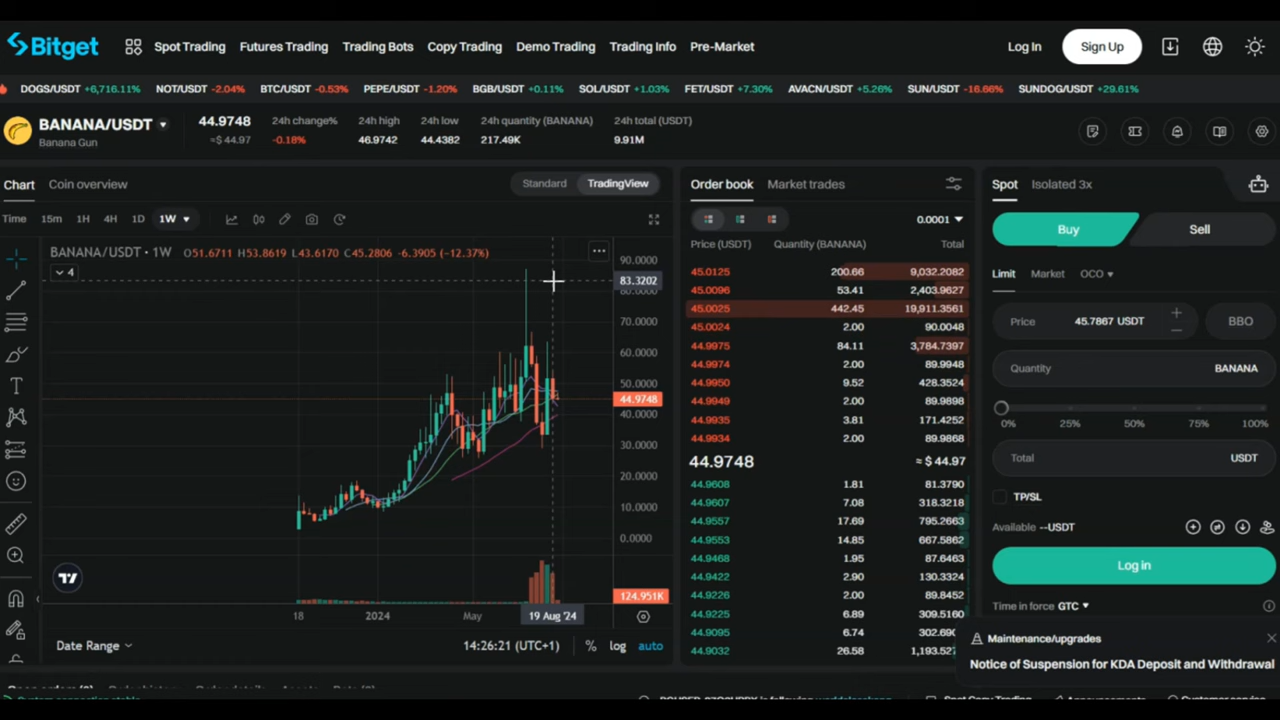 Bitget
Spot Trading Futures Trading Trading Bots Copy Trading Demo Trading Trading Info Pre-Market Log In Sign Up
DOGS/USDT +6,716.11% NOT/USDT -2.04% BTC/USDT -0.53% PEPE/USDT -1.20% BGB/USDT +0.11% SOL/USDT +1.03% FET/USDT +7.30% AVACN/USDT +5.26% SUN/USDT -16.66% SUNDOG/USDT +29.61%
BANANA/USDT 44.9748 24h change% 24h high 24h low 24h quantity (BANANA) 24h total (USDT)
Banana Gun ≈$ 44.97 -0.18% 46.9742 44.4382 217.49K 9.91M
Chart Coin overview Standard TradingView
Time 15m 1H 4H 1D 1W
BANANA/USDT · 1W O51.6711 H53.8619 L43.6170 C45.2806 -6.3905 (-12.37%)
4
90.0000
83.3202
70.0000
60.0000
50.0000
44.9748
40.0000
30.0000
20.0000
10.0000
0.0000
124.951K
18 2024 May 19 Aug '24
Date Range 14:26:21 (UTC+1) % log auto
Order book Market trades
0.0001
Price (USDT) Quantity (BANANA) Total
45.0125 200.66 9,032.2082
45.0096 53.41 2,403.9627
45.0025 442.45 19,911.3561
45.0024 2.00 90.0048
44.9975 84.11 3,784.7397
44.9974 2.00 89.9948
44.9950 9.52 428.3524
44.9949 2.00 89.9898
44.9935 3.81 171.4252
44.9934 2.00 89.9868
44.9748 ≈ $ 44.97
44.9608 1.81 81.3790
44.9607 7.08 318.3218
44.9557 17.69 795.2663
44.9553 14.85 667.5862
44.9468 1.95 87.6463
44.9422 2.90 130.3324
44.9226 2.00 89.8452
44.9225 6.89 309.5160
44.9095 6.74 302.690
44.9032 26.58 1,193.527
Spot Isolated 3x
Buy Sell
Limit Market OCO
Price 45.7867 USDT BBO
Quantity BANANA
0% 25% 50% 75% 100%
Total USDT
TP/SL
Available --USDT
Log in
Time in force GTC
Maintenance/upgrades
Notice of Suspension for KDA Deposit and Withdrawal